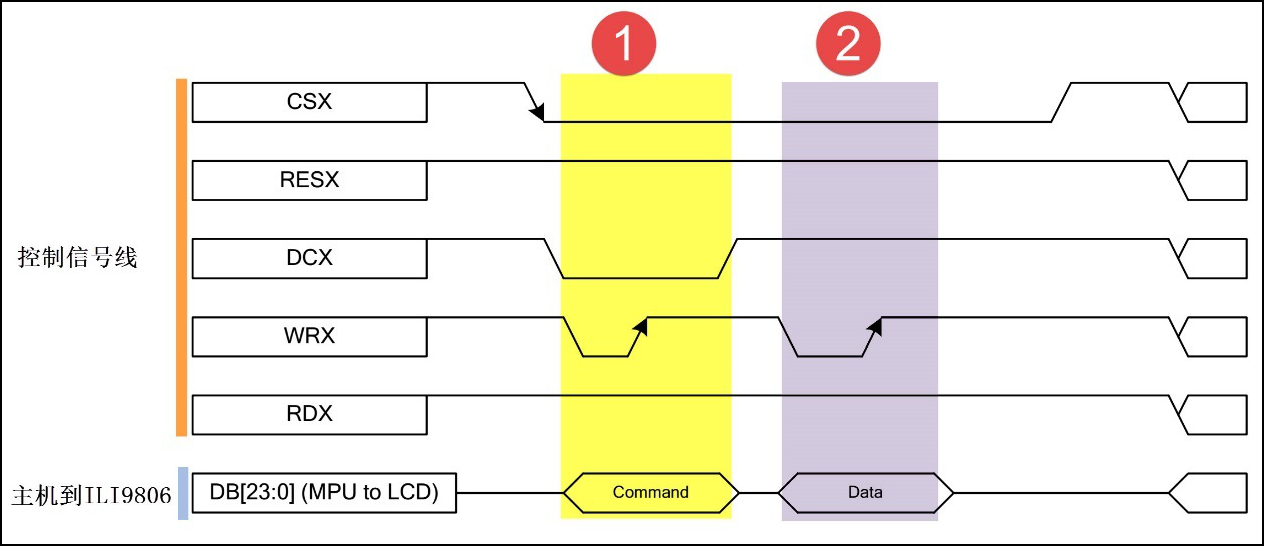 1 2
CSX
RESX
控制信号线
DCX
WRX
RDX
主机到ILI9806
DB[23:0] (MPU to LCD)
Command
Data